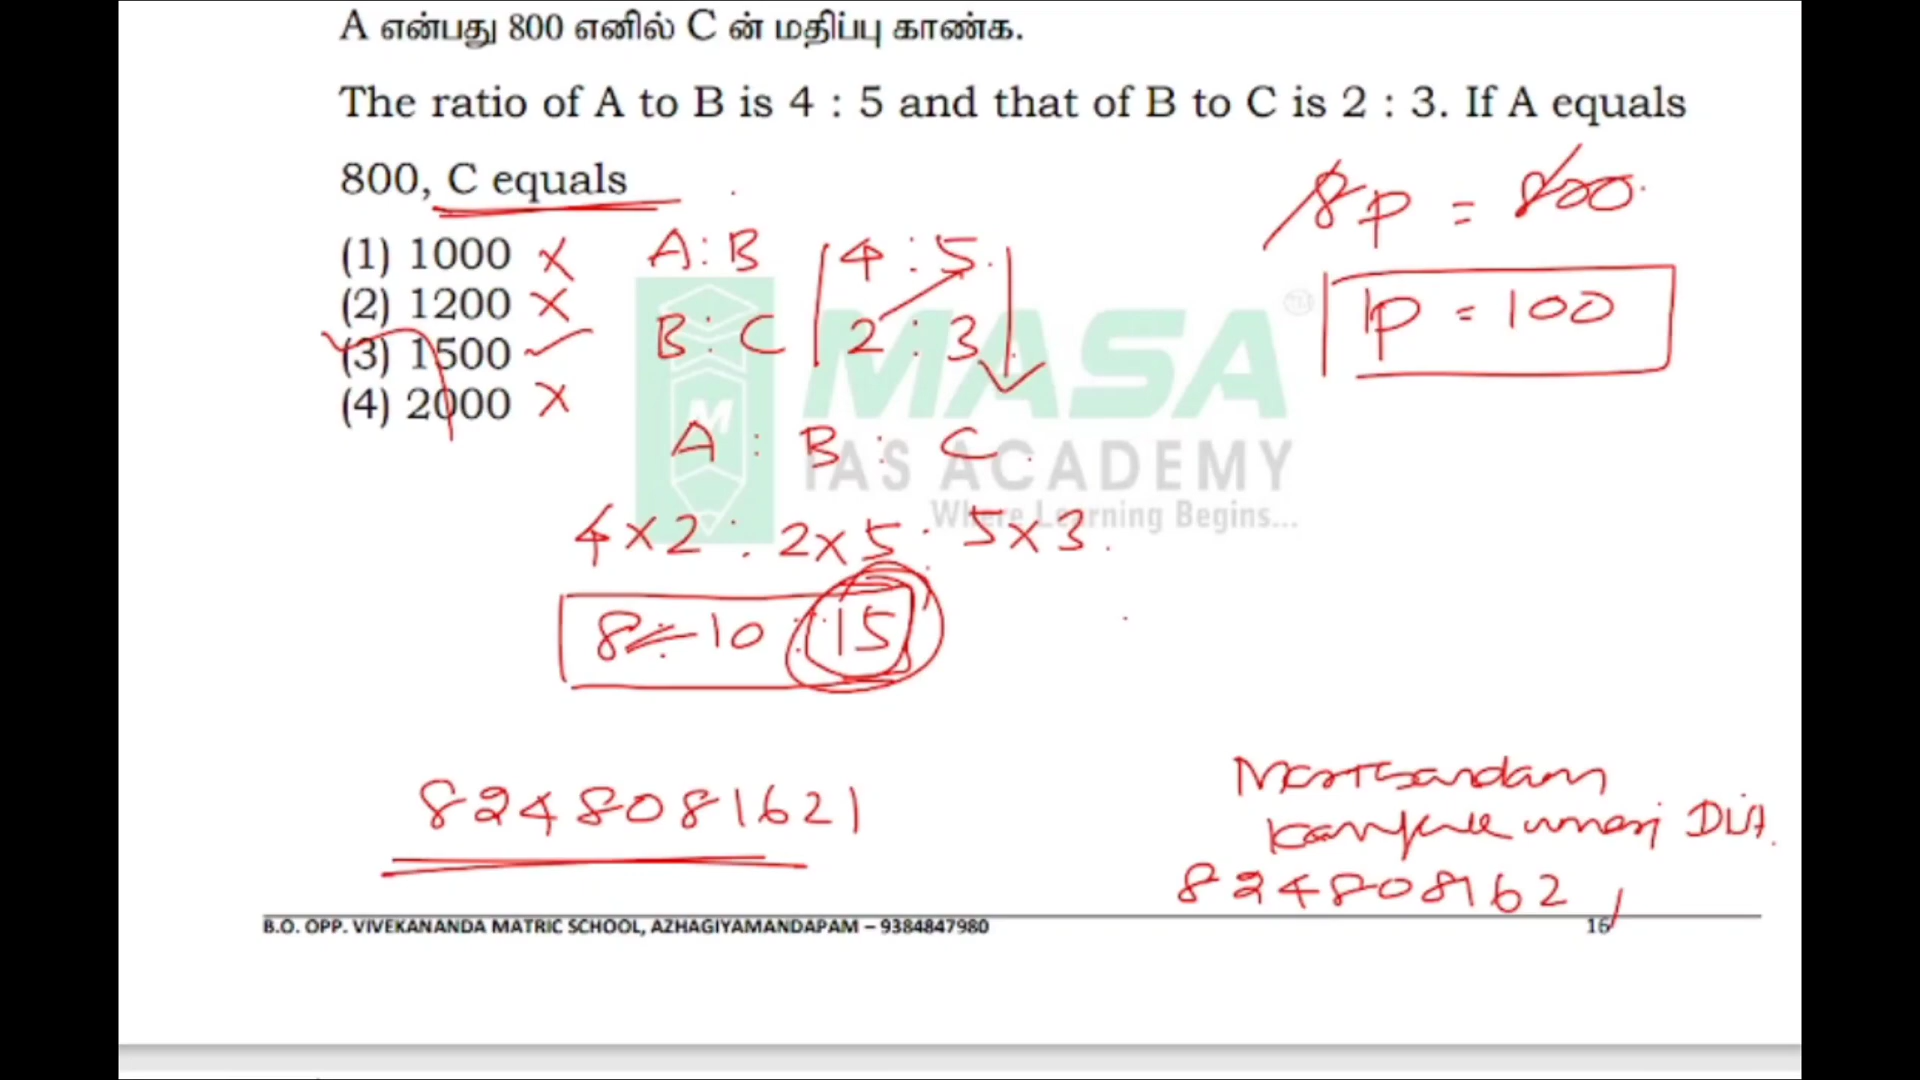 A என்பது 800 எனில் C ன் மதிப்பு காண்க.
The ratio of A to B is 4 : 5 and that of B to C is 2 : 3. If A equals
800, C equals
8p = 800
(1) 1000 ×
A : B 4 : 5
p = 100
(2) 1200 ×
B : C 2 : 3
(3) 1500 ✓
(4) 2000 ×
MASA
IAS ACADEMY
Where Learning Begins...
A : B : C
4×2 : 2×5 : 5×3
8 : 10 : 15
8248081621
Marthandam
8248081621
B.O. OPP. VIVEKANANDA MATRIC SCHOOL, AZHAGIYAMANDAPAM – 9384847980
16